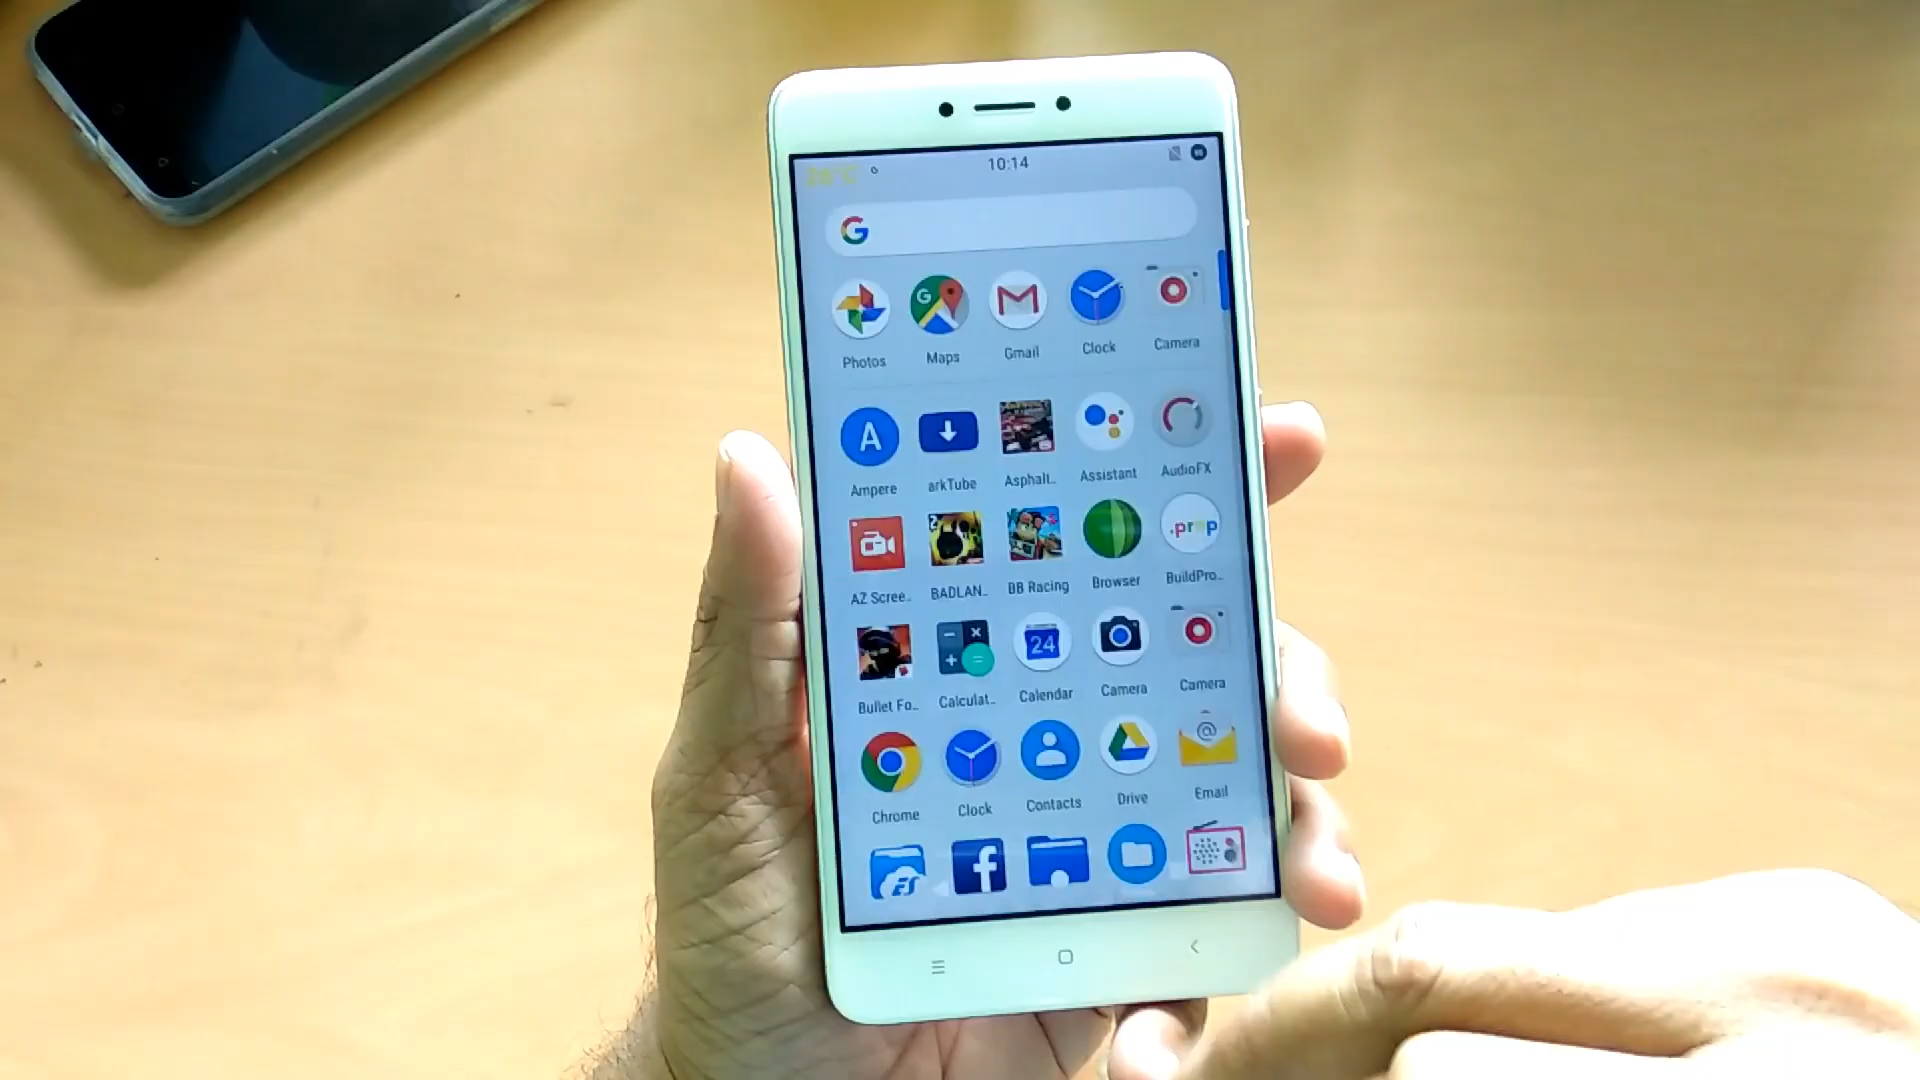 26°C 10:14
G
Photos Maps Gmail Clock Camera
A
Ampere arkTube Asphalt.. Assistant AudioFX
.prop
AZ Scree.. BADLAN.. BB Racing Browser BuildPro..
24
Bullet Fo.. Calculat.. Calendar Camera Camera
@
Chrome Clock Contacts Drive Email
ES f